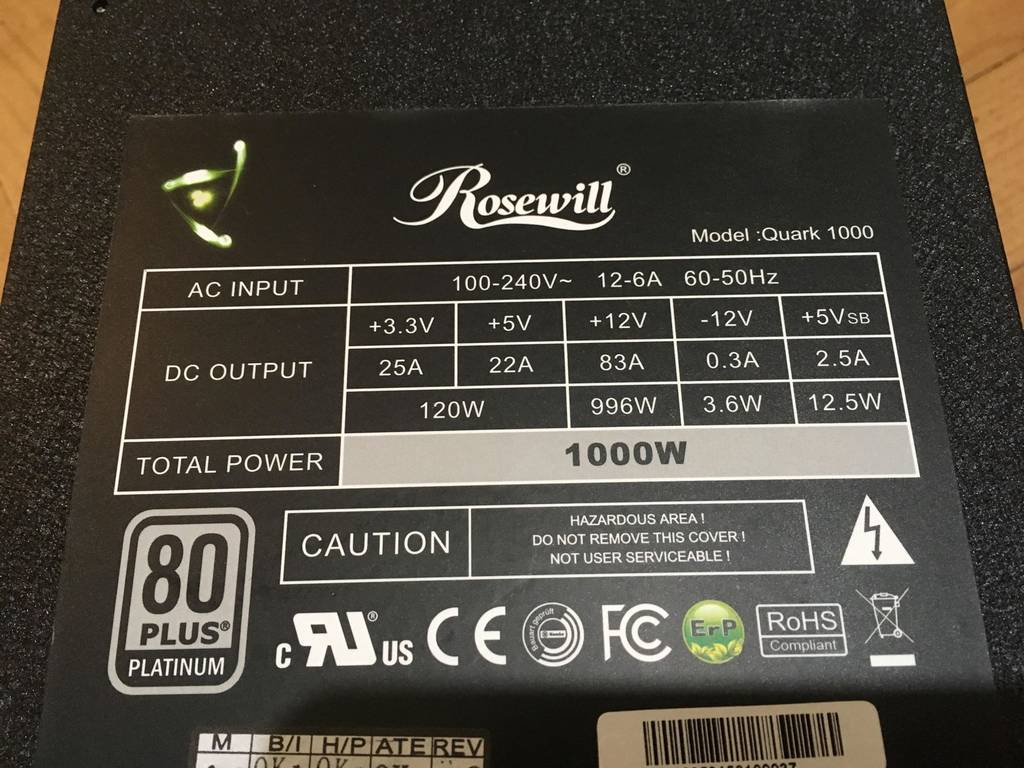 Rosewill®
Model :Quark 1000
AC INPUT 100-240V~ 12-6A 60-50Hz
DC OUTPUT
+3.3V +5V +12V -12V +5VSB
25A 22A 83A 0.3A 2.5A
120W 996W 3.6W 12.5W
TOTAL POWER 1000W
CAUTION
HAZARDOUS AREA !
DO NOT REMOVE THIS COVER !
NOT USER SERVICEABLE !
80
PLUS®
PLATINUM
c RU® US CE Bauart geprüft FC ErP
RoHS
Compliant
M B/I H/P ATE REV